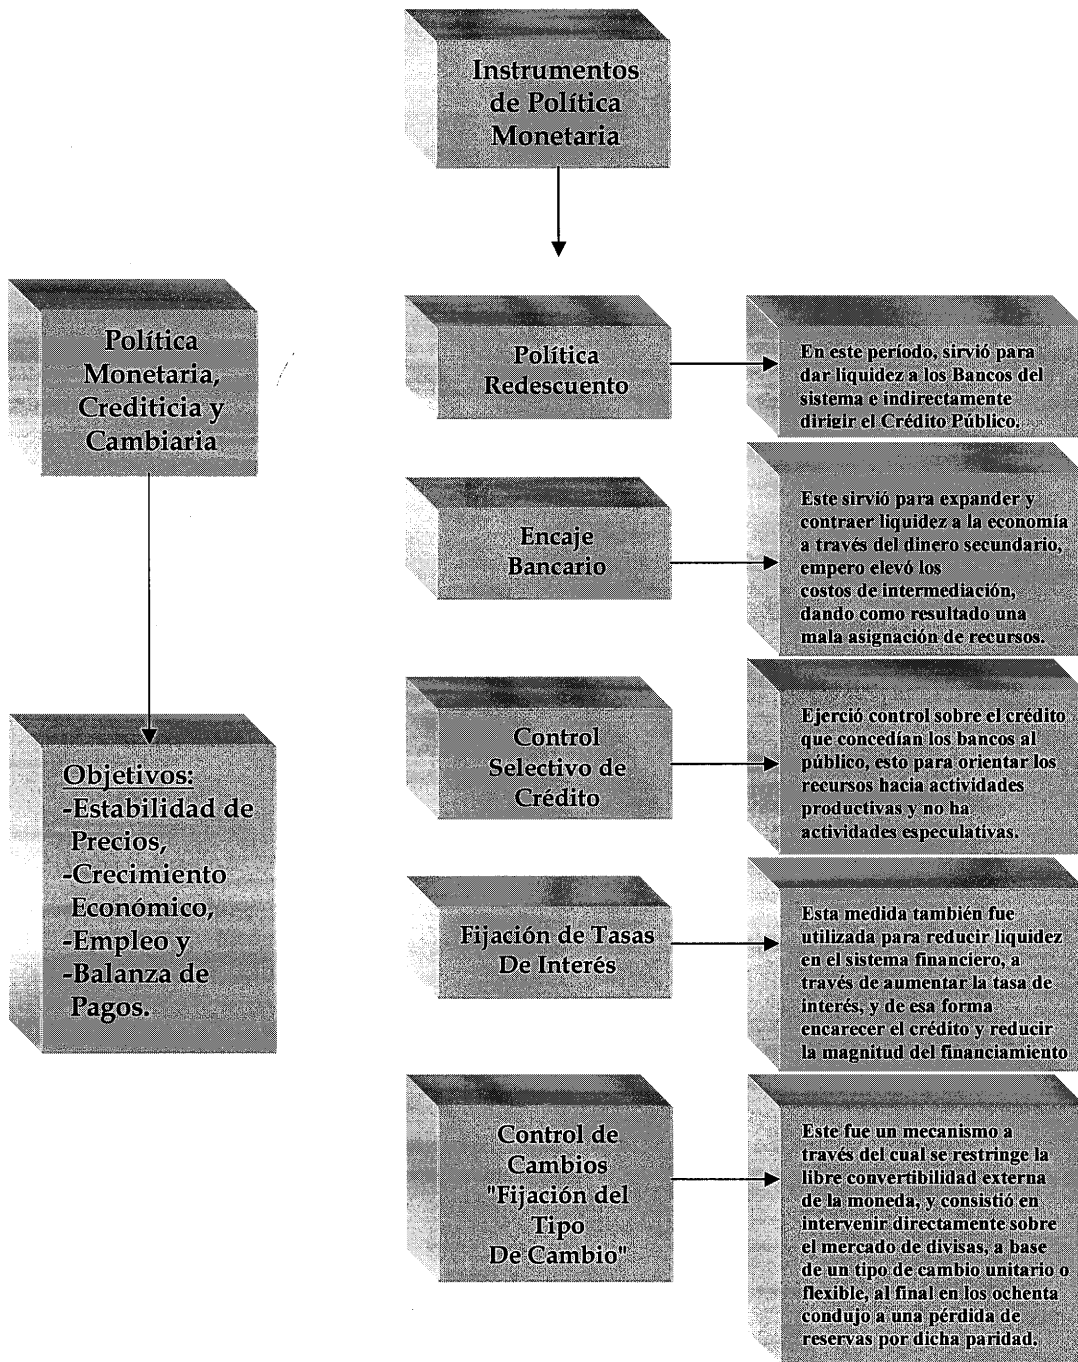 Instrumentos
de Política
Monetaria
Política
Monetaria,
Crediticia y
Cambiaria
Objetivos:
-Estabilidad de
Precios,
-Crecimiento
Económico,
-Empleo y
-Balanza de
Pagos.
Política
Redescuento
En este período, sirvió para
dar liquidez a los Bancos del
sistema e indirectamente
dirigir el Crédito Público.
Encaje
Bancario
Este sirvió para expander y
contraer liquidez a la economía
a través del dinero secundario,
empero elevó los
costos de intermediación,
dando como resultado una
mala asignación de recursos.
Control
Selectivo de
Crédito
Ejerció control sobre el crédito
que concedían los bancos al
público, esto para orientar los
recursos hacia actividades
productivas y no ha
actividades especulativas.
Fijación de Tasas
De Interés
Esta medida también fue
utilizada para reducir liquidez
en el sistema financiero, a
través de aumentar la tasa de
interés, y de esa forma
encarecer el crédito y reducir
la magnitud del financiamiento
Control de
Cambios
"Fijación del
Tipo
De Cambio"
Este fue un mecanismo a
través del cual se restringe la
libre convertibilidad externa
de la moneda, y consistió en
intervenir directamente sobre
el mercado de divisas, a base
de un tipo de cambio unitario o
flexible, al final en los ochenta
condujo a una pérdida de
reservas por dicha paridad.